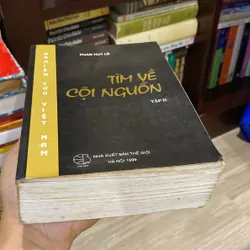 PHAN HUY LÊ
TÌM VỀ
CỘI NGUỒN
TẬP II
NHÀ XUẤT BẢN THẾ GIỚI
HÀ NỘI 1999